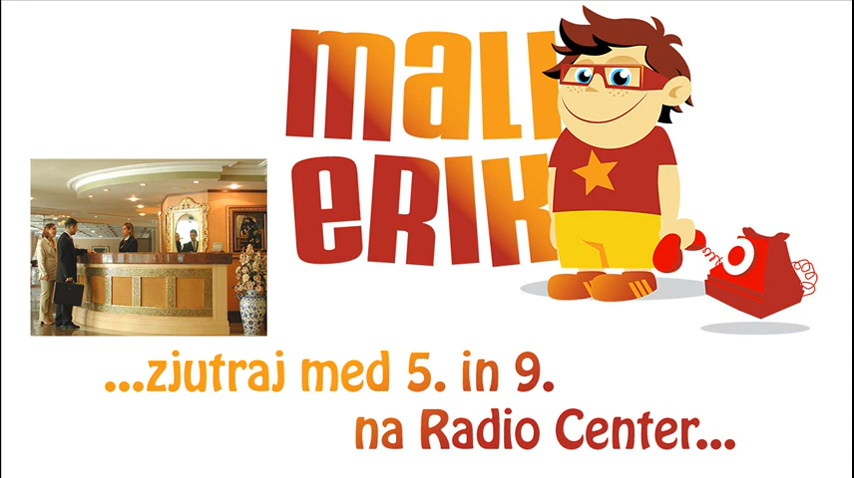 mali
eRIK
...zjutraj med 5. in 9.
na Radio Center...